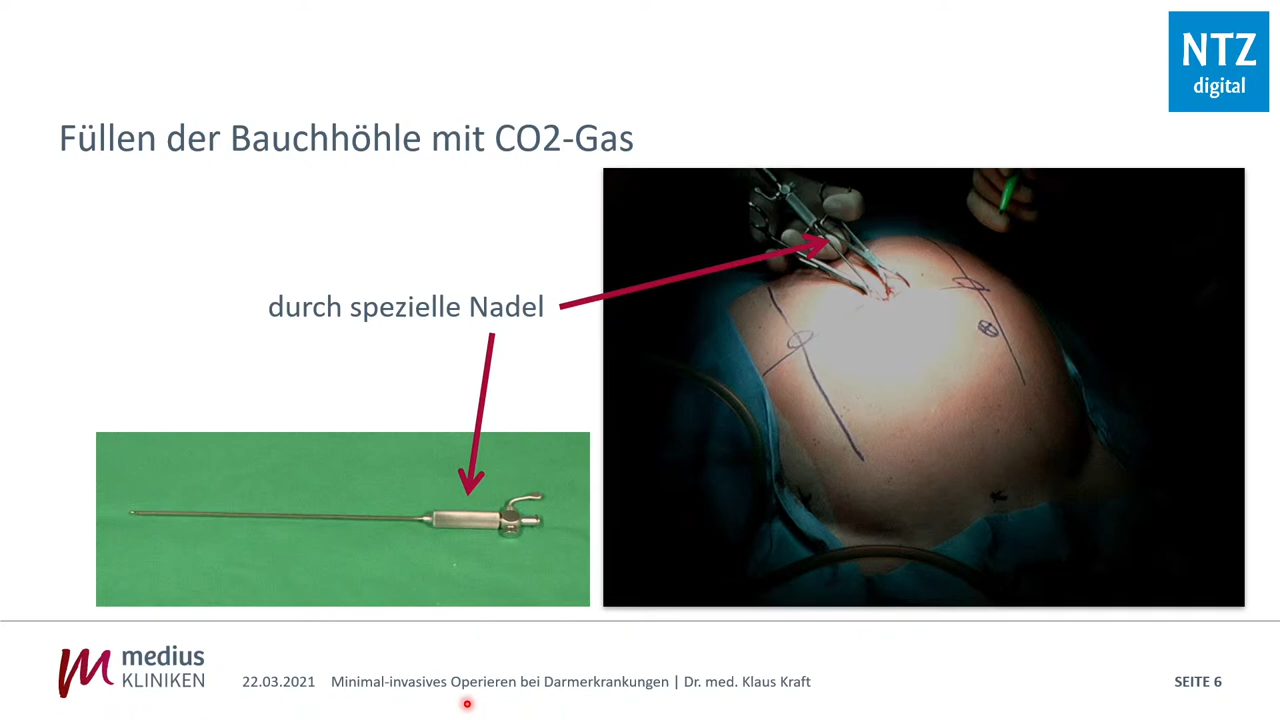 NTZ
digital
Füllen der Bauchhöhle mit CO2-Gas
durch spezielle Nadel
medius
KLINIKEN
22.03.2021 Minimal-invasives Operieren bei Darmerkrankungen | Dr. med. Klaus Kraft
SEITE 6